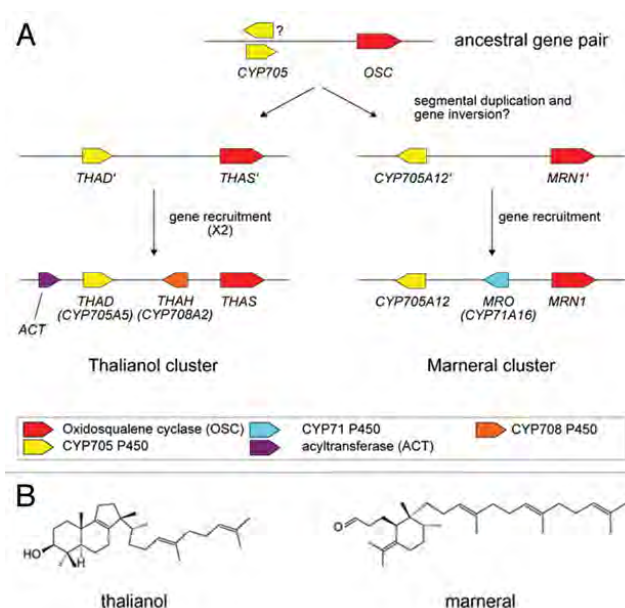 A
?
CYP705
OSC
ancestral gene pair
segmental duplication and
gene inversion?
THAD'
THAS'
CYP705A12'
MRN1'
gene recruitment
(X2)
gene recruitment
ACT
THAD
(CYP705A5)
THAH
(CYP708A2)
THAS
CYP705A12
MRO
(CYP71A16)
MRN1
Thalianol cluster
Marneral cluster
Oxidosqualene cyclase (OSC)
CYP71 P450
CYP708 P450
CYP705 P450
acyltransferase (ACT)
B
HO
H
O
thalianol
marneral